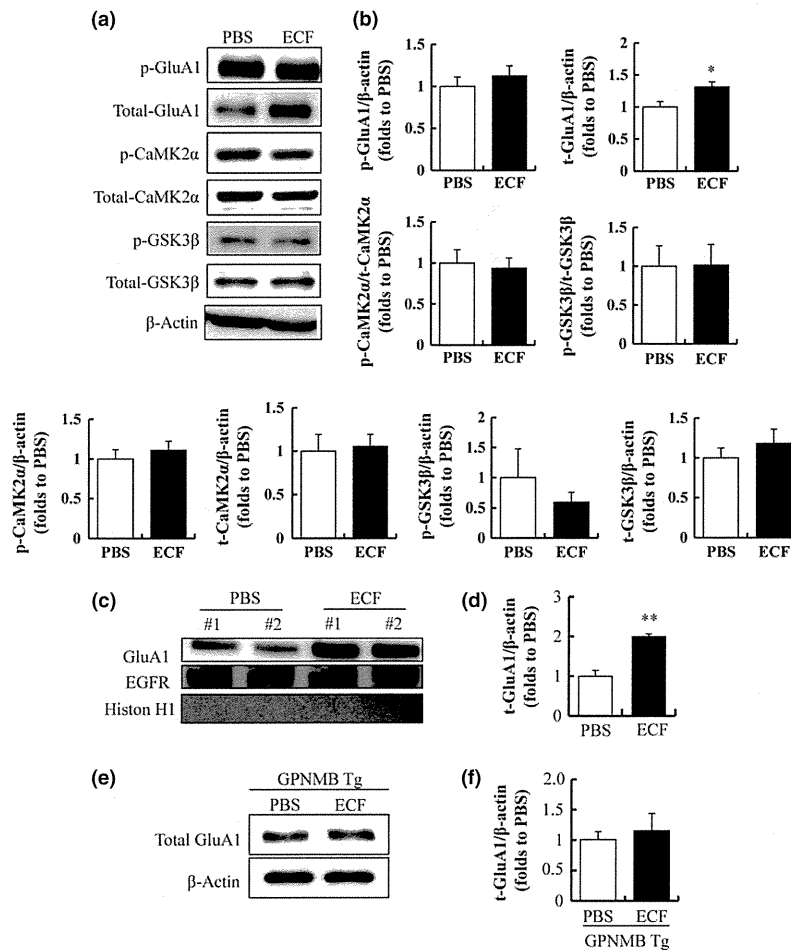 (a)
PBS ECF
p-GluA1
Total-GluA1
p-CaMK2α
Total-CaMK2α
p-GSK3β
Total-GSK3β
β-Actin
(b)
p-GluA1/β-actin
(folds to PBS)
1.5
1
0.5
0
PBS ECF
t-GluA1/β-actin
(folds to PBS)
2
1.5
1
0.5
0
*
PBS ECF
p-CaMK2α/t-CaMK2α
(folds to PBS)
1.5
1
0.5
0
PBS ECF
p-GSK3β/t-GSK3β
(folds to PBS)
1.5
1
0.5
0
PBS ECF
p-CaMK2α/β-actin
(folds to PBS)
1.5
1
0.5
0
PBS ECF
t-CaMK2α/β-actin
(folds to PBS)
1.5
1
0.5
0
PBS ECF
p-GSK3β/β-actin
(folds to PBS)
2
1.5
1
0.5
0
PBS ECF
t-GSK3β/β-actin
(folds to PBS)
1.5
1
0.5
0
PBS ECF
(c)
PBS ECF
#1 #2 #1 #2
GluA1
EGFR
Histon H1
(d)
t-GluA1/β-actin
(folds to PBS)
3
2
1
0
**
PBS ECF
(e)
GPNMB Tg
PBS ECF
Total GluA1
β-Actin
(f)
t-GluA1/β-actin
(folds to PBS)
2.0
1.5
1
0.5
0
PBS ECF
GPNMB Tg